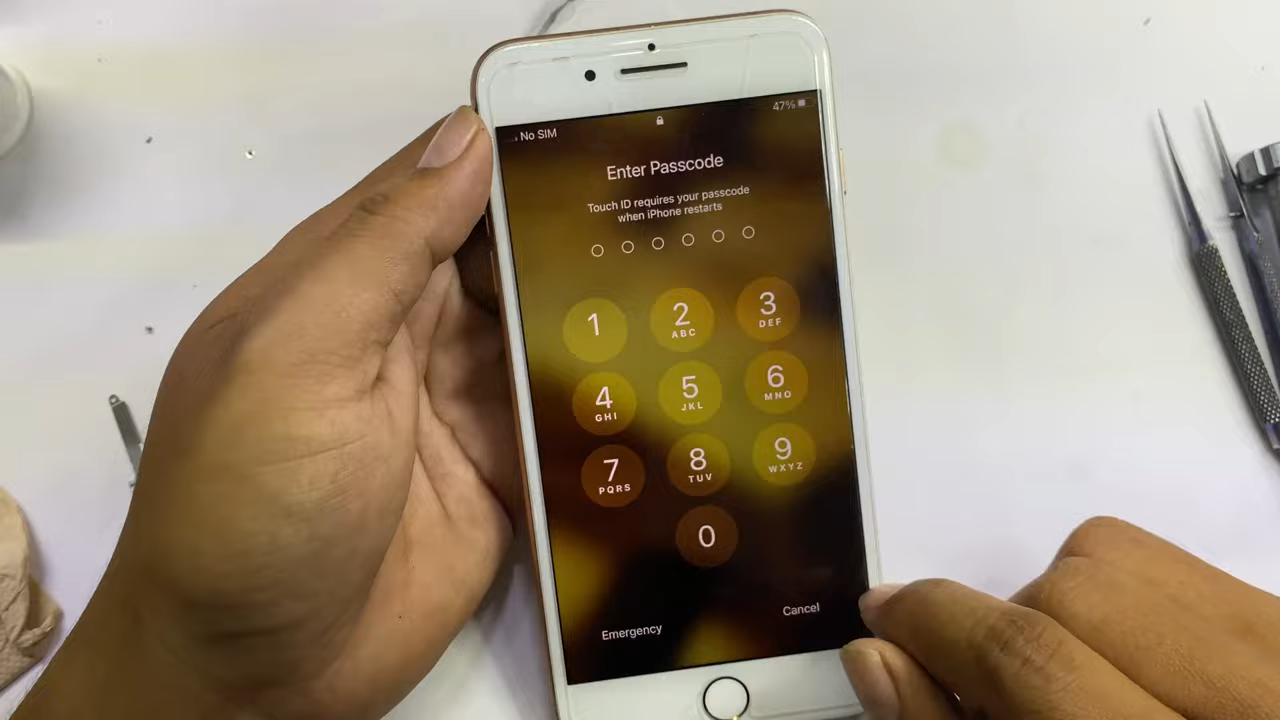 No SIM
47%
Enter Passcode
Touch ID requires your passcode
when iPhone restarts
1
2
3
ABC
DEF
4
5
6
GHI
JKL
MNO
7
8
9
PQRS
TUV
WXYZ
0
Emergency
Cancel